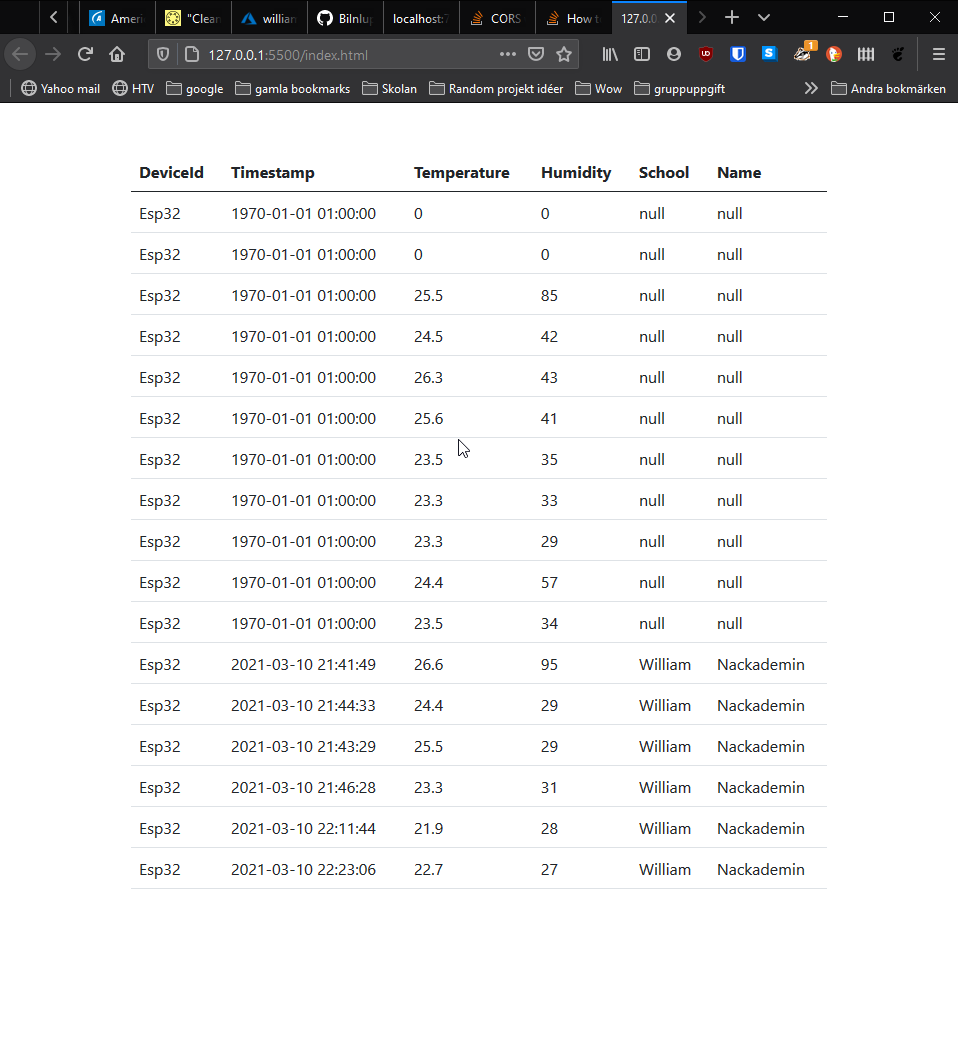 Ameri "Clean willian BilnIup localhost:7 CORS How to 127.0.0
127.0.0.1:5500/index.html
Yahoo mail HTV google gamla bookmarks Skolan Random projekt idéer Wow gruppuppgift Andra bokmärken
DeviceId Timestamp Temperature Humidity School Name
Esp32 1970-01-01 01:00:00 0 0 null null
Esp32 1970-01-01 01:00:00 0 0 null null
Esp32 1970-01-01 01:00:00 25.5 85 null null
Esp32 1970-01-01 01:00:00 24.5 42 null null
Esp32 1970-01-01 01:00:00 26.3 43 null null
Esp32 1970-01-01 01:00:00 25.6 41 null null
Esp32 1970-01-01 01:00:00 23.5 35 null null
Esp32 1970-01-01 01:00:00 23.3 33 null null
Esp32 1970-01-01 01:00:00 23.3 29 null null
Esp32 1970-01-01 01:00:00 24.4 57 null null
Esp32 1970-01-01 01:00:00 23.5 34 null null
Esp32 2021-03-10 21:41:49 26.6 95 William Nackademin
Esp32 2021-03-10 21:44:33 24.4 29 William Nackademin
Esp32 2021-03-10 21:43:29 25.5 29 William Nackademin
Esp32 2021-03-10 21:46:28 23.3 31 William Nackademin
Esp32 2021-03-10 22:11:44 21.9 28 William Nackademin
Esp32 2021-03-10 22:23:06 22.7 27 William Nackademin